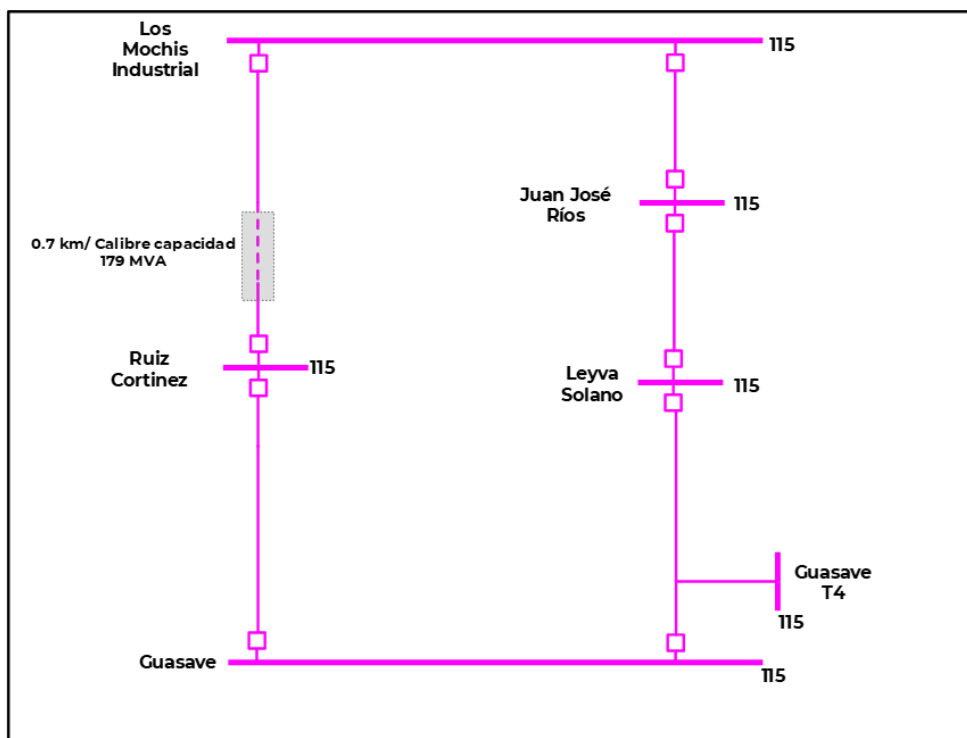 Los
Mochis
Industrial
115
Juan José
Ríos
115
0.7 km/ Calibre capacidad
179 MVA
Ruiz
Cortinez
115
Leyva
Solano
115
Guasave
T4
115
Guasave
115